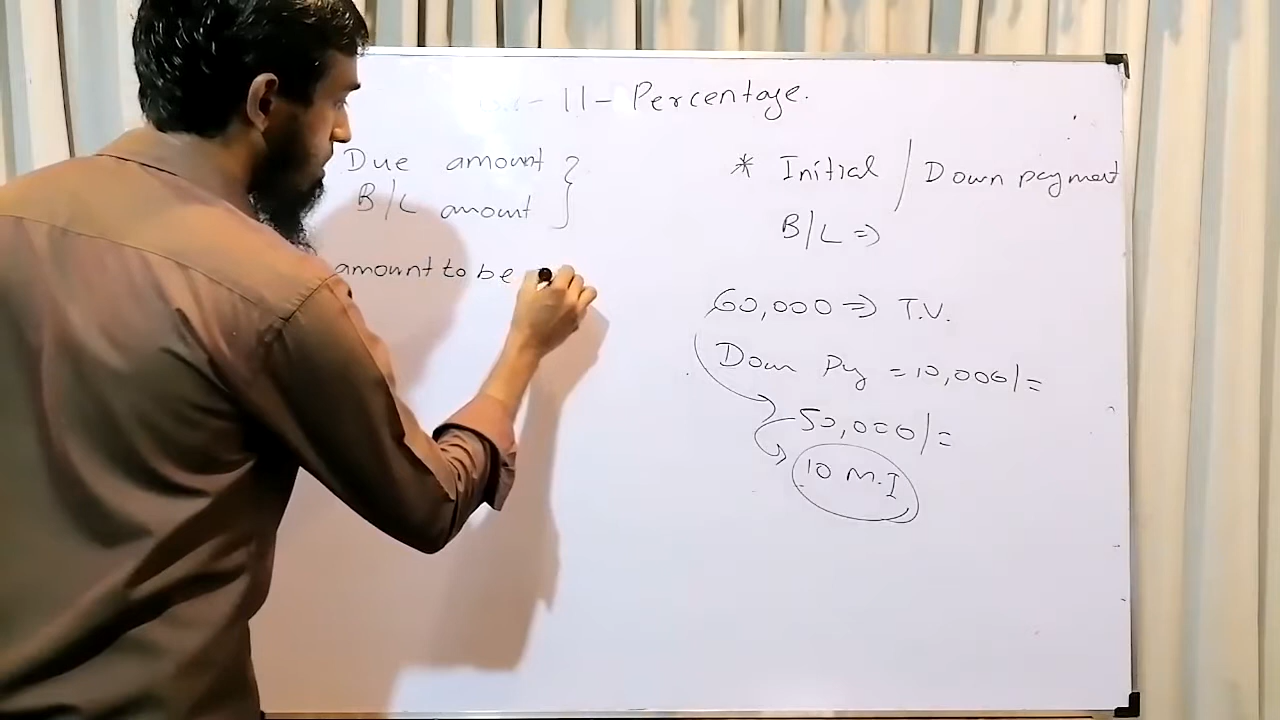 - 11 - Percentage.
Due amount }
B/L amount
amount to be
* Initial / Down payment
B/L ⇒
60,000 ⇒ T.V.
Down Py = 10,000/=
50,000/=
10 M.I